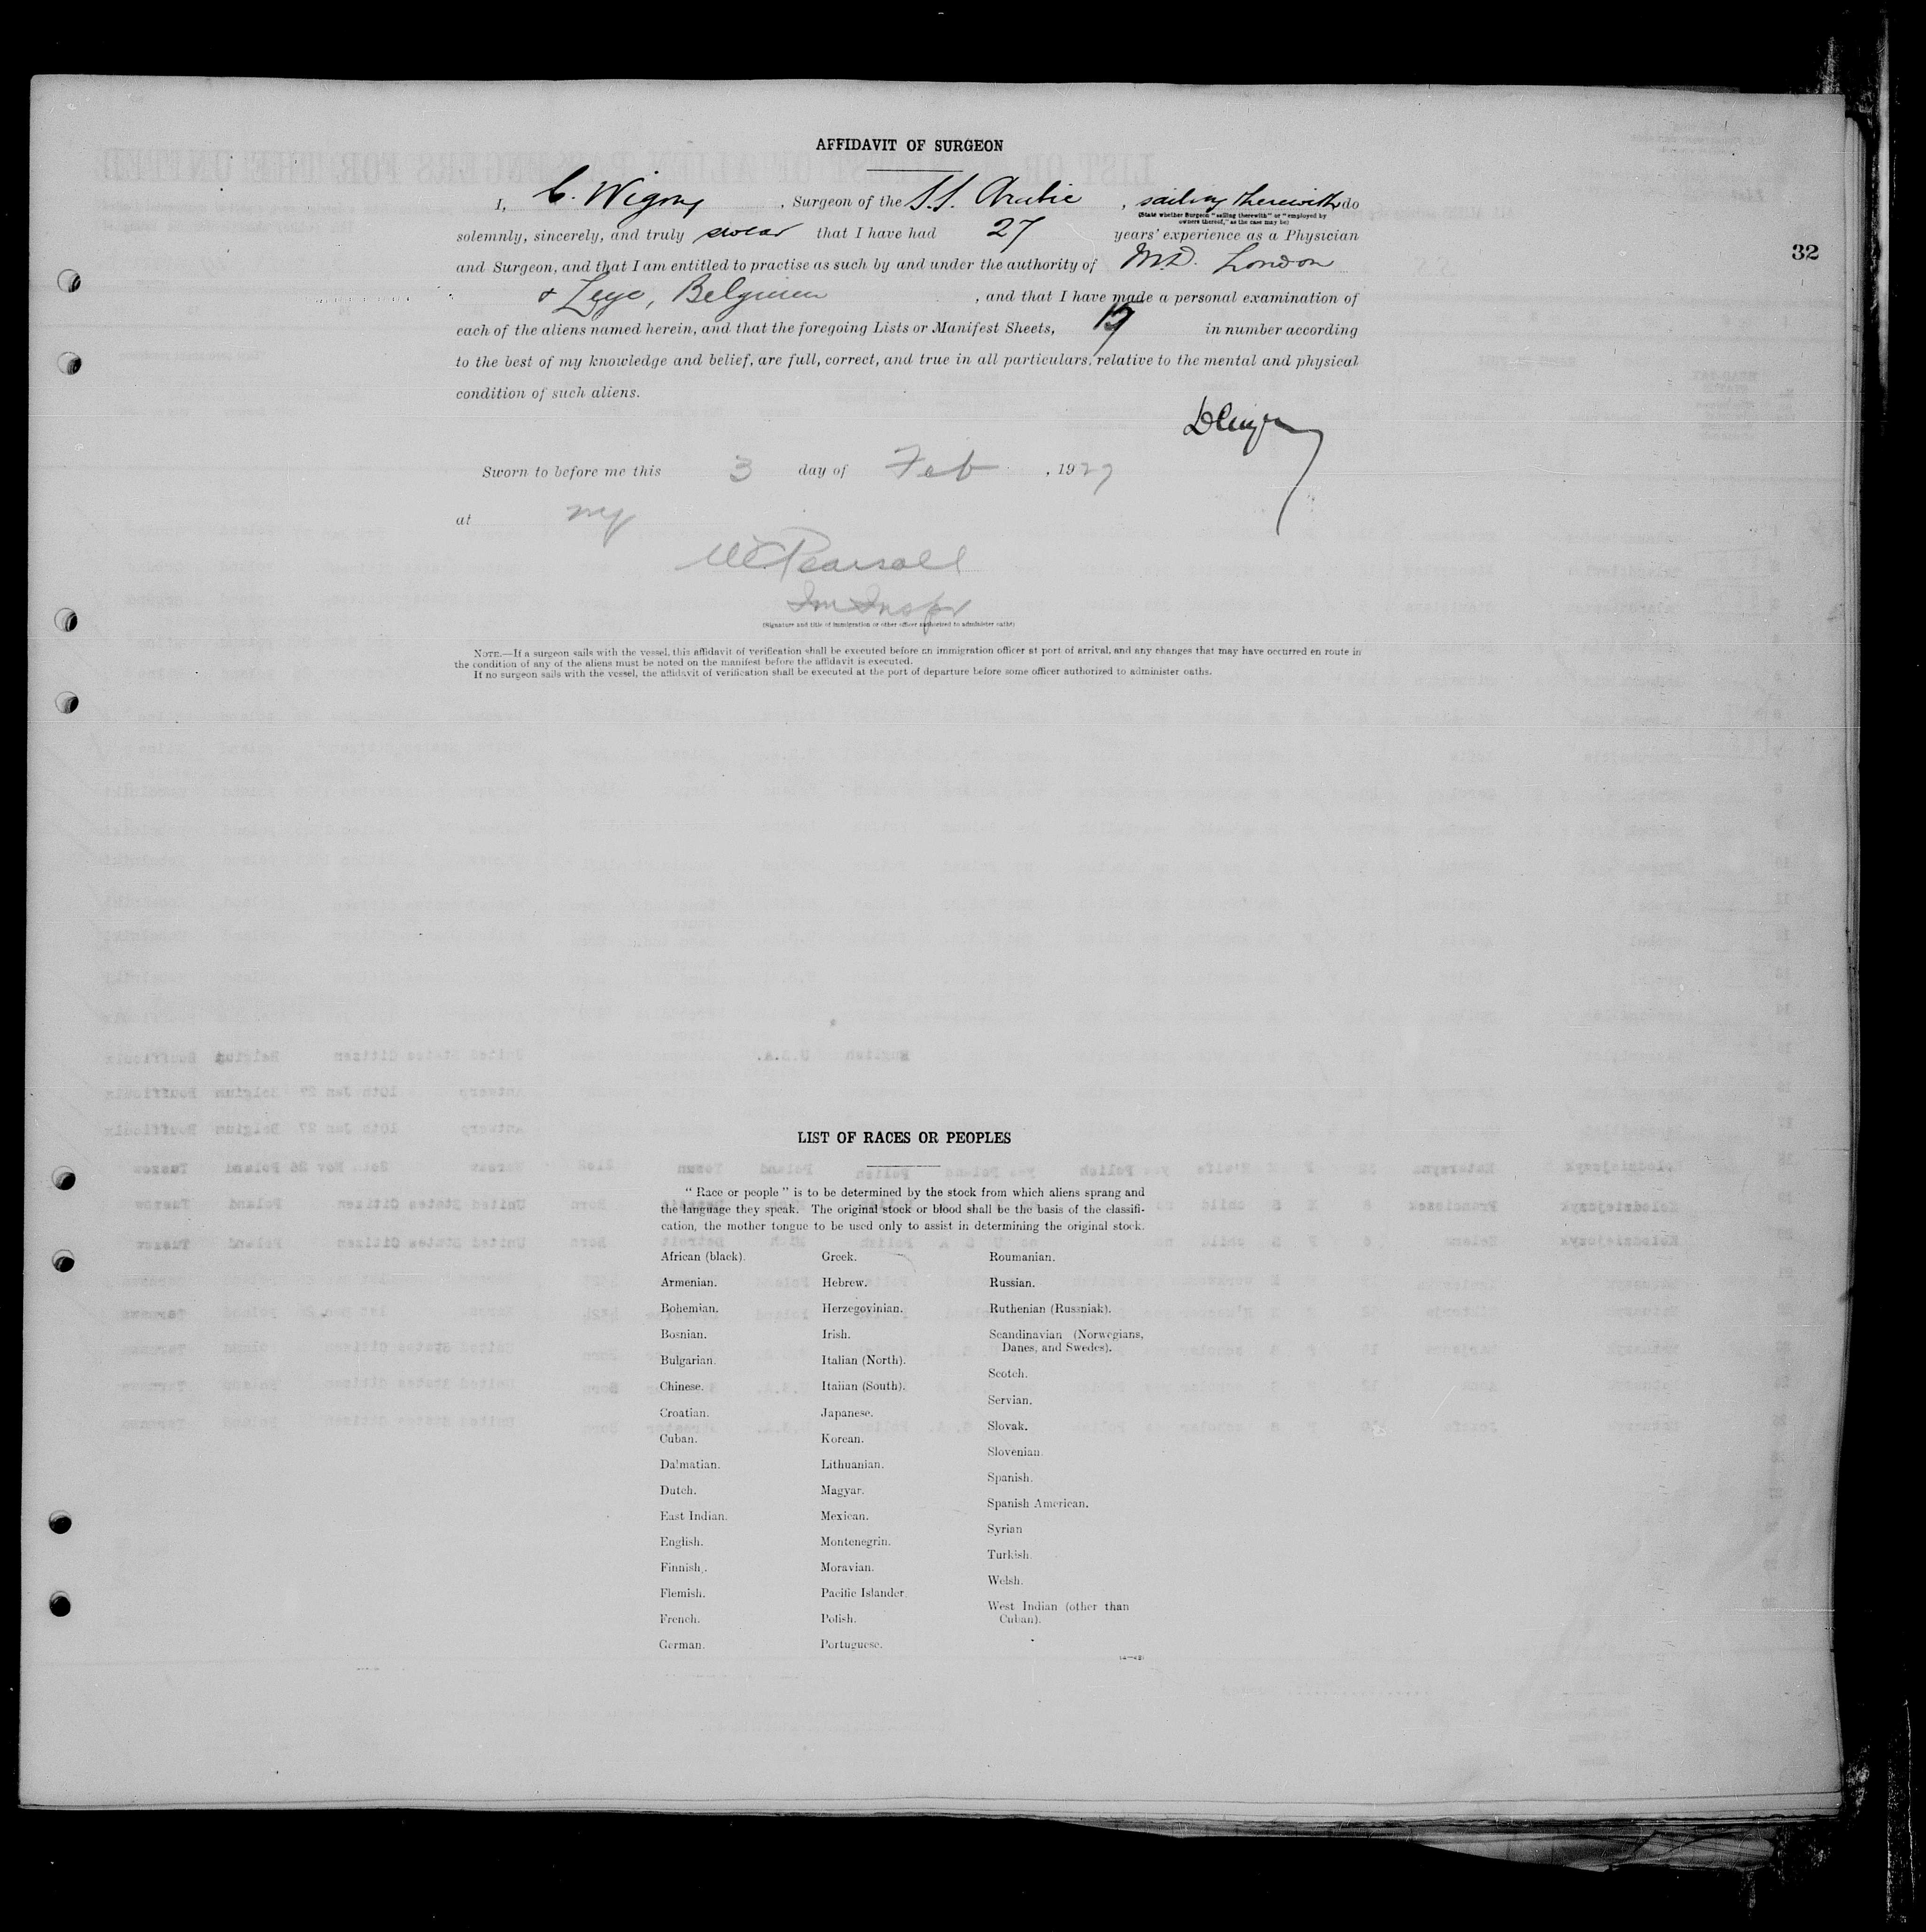 AFFIDAVIT OF SURGEON
32
I, C. Wigny, Surgeon of the S.S. Arabic, sailing therewith do
(State whether Surgeon "sailing therewith" or "employed by
owners thereof," as the case may be)
solemnly, sincerely, and truly swear that I have had 27 years' experience as a Physician
and Surgeon, and that I am entitled to practise as such by and under the authority of M.D. London
Belgium, and that I have made a personal examination of
each of the aliens named herein, and that the foregoing Lists or Manifest Sheets, in number according
to the best of my knowledge and belief, are full, correct, and true in all particulars, relative to the mental and physical
condition of such aliens.
Sworn to before me this 3 day of Feb, 1927
at NY
Pearsall
Im Inspr
(Signature and title of immigration or other officer authorized to administer oaths)
NOTE.—If a surgeon sails with the vessel, this affidavit of verification shall be executed before an immigration officer at port of arrival, and any changes that may have occurred en route in
the condition of any of the aliens must be noted on the manifest before the affidavit is executed.
If no surgeon sails with the vessel, the affidavit of verification shall be executed at the port of departure before some officer authorized to administer oaths.
LIST OF RACES OR PEOPLES
"Race or people" is to be determined by the stock from which aliens sprang and
the language they speak. The original stock or blood shall be the basis of the classifi-
cation, the mother tongue to be used only to assist in determining the original stock.
African (black).
Armenian.
Bohemian.
Bosnian.
Bulgarian.
Chinese.
Croatian.
Cuban.
Dalmatian.
Dutch.
East Indian.
English.
Finnish.
Flemish.
French.
German.
Greek.
Hebrew.
Herzegovinian.
Irish.
Italian (North).
Italian (South).
Japanese.
Korean.
Lithuanian.
Magyar.
Mexican.
Montenegrin.
Moravian.
Pacific Islander.
Polish.
Portuguese.
Roumanian.
Russian.
Ruthenian (Russniak).
Scandinavian (Norwegians,
Danes, and Swedes).
Scotch.
Servian.
Slovak.
Slovenian.
Spanish.
Spanish American.
Syrian
Turkish.
Welsh.
West Indian (other than
Cuban).